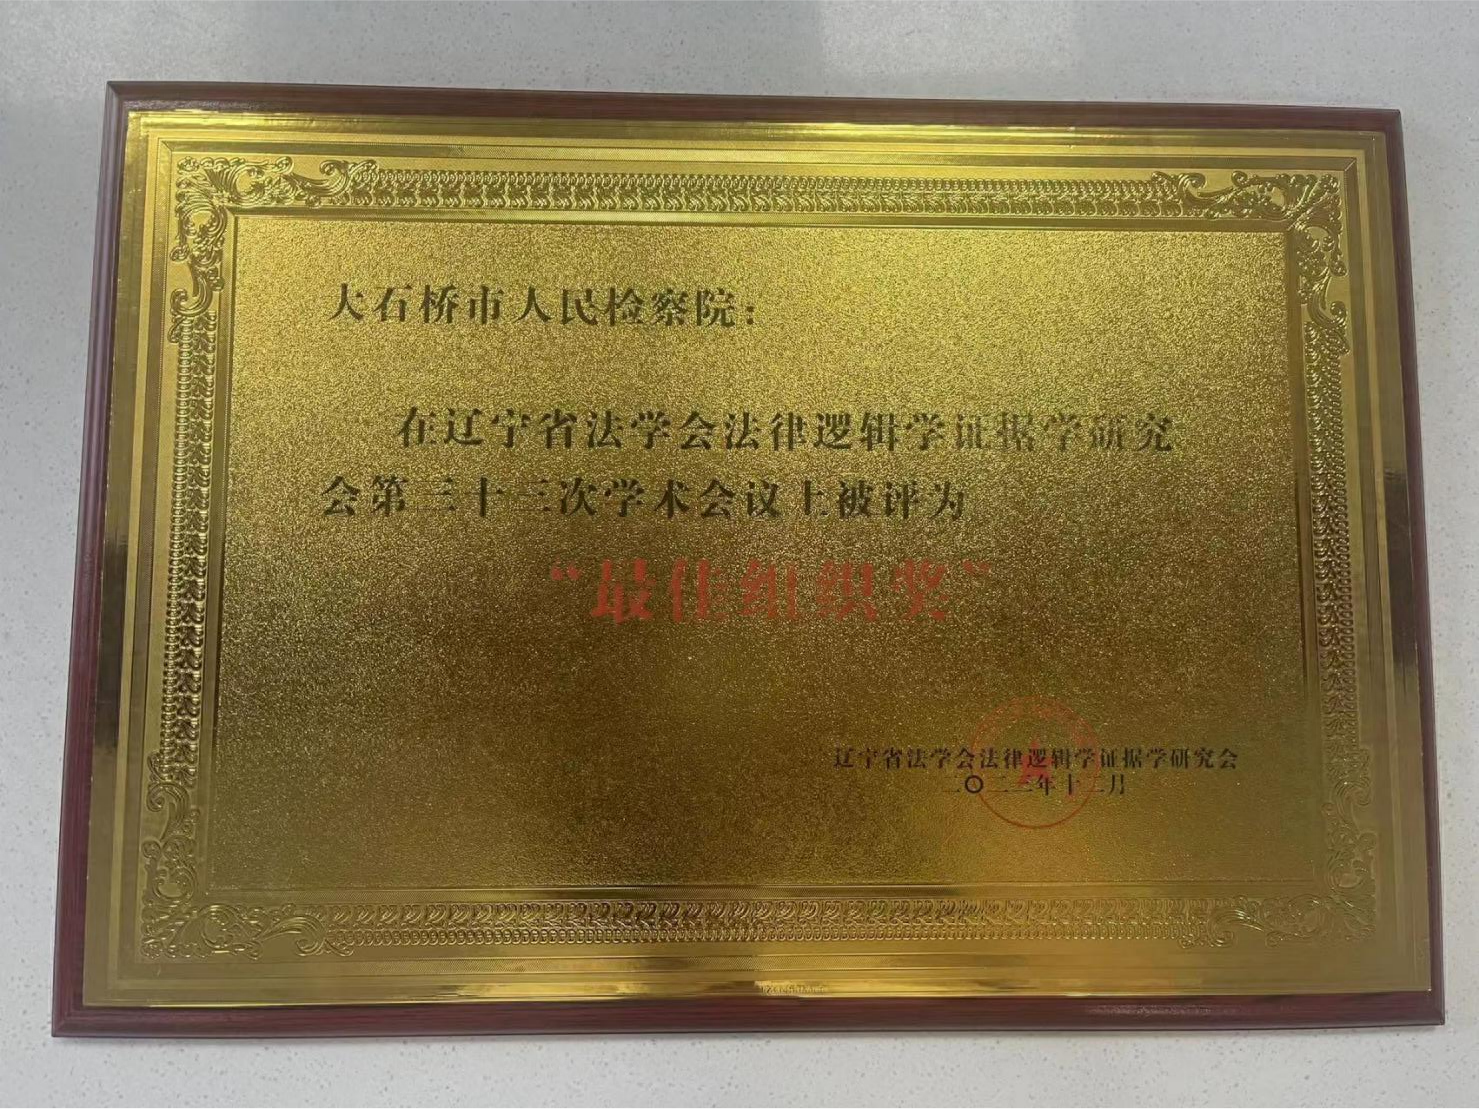 大石桥市人民检察院：
在辽宁省法学会法律逻辑学证据学研究
会第三十三次学术会议上被评为
“最佳组织奖”
辽宁省法学会法律逻辑学证据学研究会
二〇二三年十二月